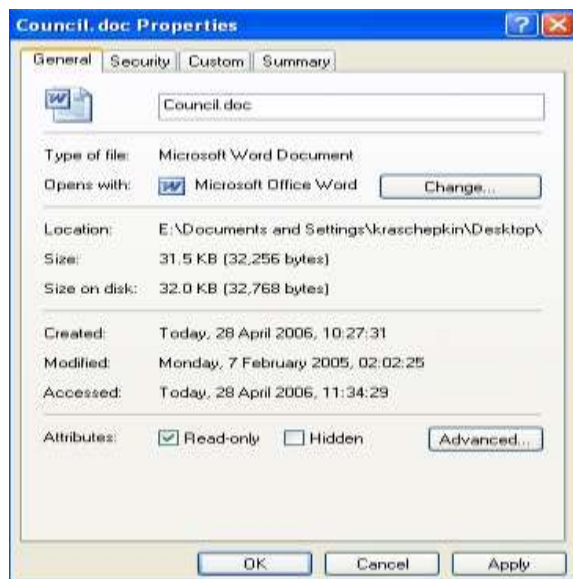 Council.doc Properties
General Security Custom Summary
Council.doc
Type of file: Microsoft Word Document
Opens with: Microsoft Office Word Change...
Location: E:\Documents and Settings\kraschepkin\Desktop\
Size: 31.5 KB (32,256 bytes)
Size on disk: 32.0 KB (32,768 bytes)
Created: Today, 28 April 2006, 10:27:31
Modified: Monday, 7 February 2005, 02:02:25
Accessed: Today, 28 April 2006, 11:34:29
Attributes: Read-only Hidden Advanced...
OK Cancel Apply